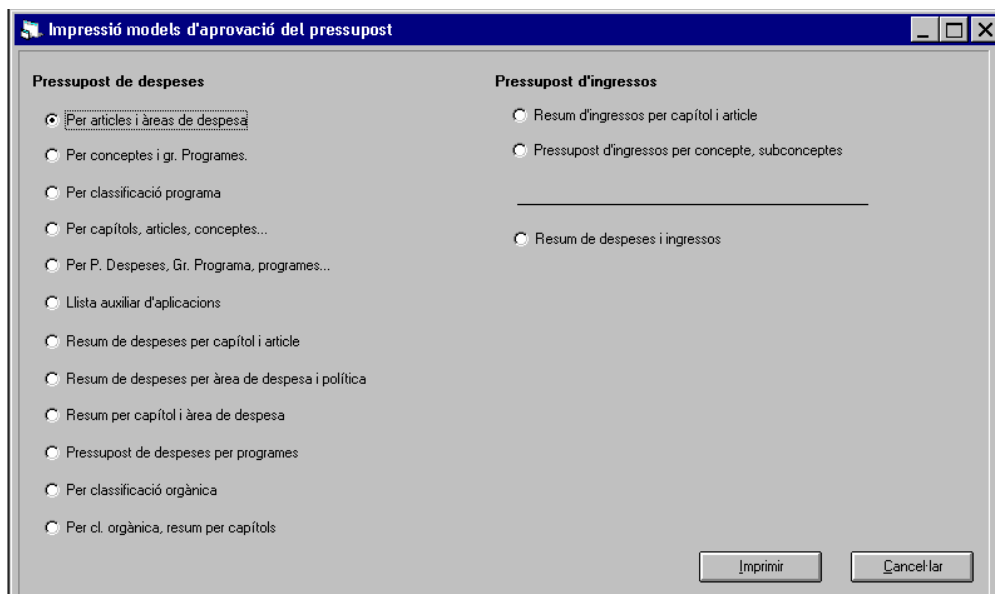 Impressió models d'aprovació del pressupost
Pressupost de despeses
Per articles i àreas de despesa
Per conceptes i gr. Programes.
Per classificació programa
Per capítols, articles, conceptes...
Per P. Despeses, Gr. Programa, programes...
Llista auxiliar d'aplicacions
Resum de despeses per capítol i article
Resum de despeses per àrea de despesa i política
Resum per capítol i àrea de despesa
Pressupost de despeses per programes
Per classificació orgànica
Per cl. orgànica, resum per capítols
Pressupost d'ingressos
Resum d'ingressos per capítol i article
Pressupost d'ingressos per concepte, subconceptes
Resum de despeses i ingressos
Imprimir
Cancel·lar